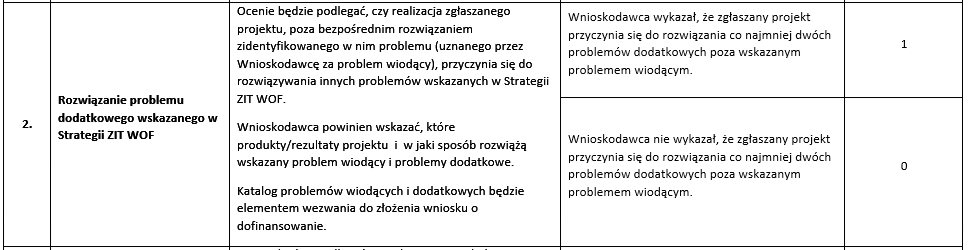 2.
Rozwiązanie problemu
dodatkowego wskazanego w
Strategii ZIT WOF
Ocenie będzie podlegać, czy realizacja zgłaszanego
projektu, poza bezpośrednim rozwiązaniem
zidentyfikowanego w nim problemu (uznanego przez
Wnioskodawcę za problem wiodący), przyczynia się do
rozwiązywania innych problemów wskazanych w Strategii
ZIT WOF.
Wnioskodawca powinien wskazać, które
produkty/rezultaty projektu i w jaki sposób rozwiążą
wskazany problem wiodący i problemy dodatkowe.
Katalog problemów wiodących i dodatkowych będzie
elementem wezwania do złożenia wniosku o
dofinansowanie.
Wnioskodawca wykazał, że zgłaszany projekt
przyczynia się do rozwiązania co najmniej dwóch
problemów dodatkowych poza wskazanym
problemem wiodącym.
1
Wnioskodawca nie wykazał, że zgłaszany projekt
przyczynia się do rozwiązania co najmniej dwóch
problemów dodatkowych poza wskazanym
problemem wiodącym.
0